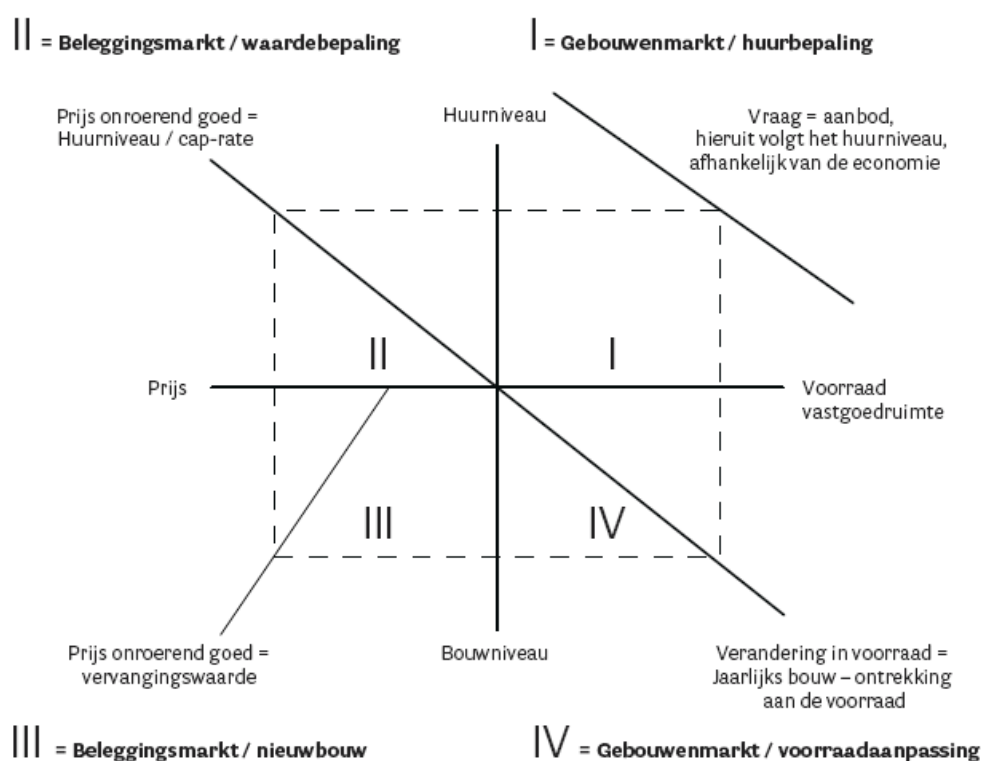 II = Beleggingsmarkt / waardebepaling
I = Gebouwenmarkt / huurbepaling
Prijs onroerend goed =
Huurniveau / cap-rate
Huurniveau
Vraag = aanbod,
hieruit volgt het huurniveau,
afhankelijk van de economie
II
I
Prijs
Voorraad
vastgoedruimte
III
IV
Prijs onroerend goed =
vervangingswaarde
Bouwniveau
Verandering in voorraad =
Jaarlijks bouw – ontrekking
aan de voorraad
III = Beleggingsmarkt / nieuwbouw
IV = Gebouwenmarkt / voorraadaanpassing